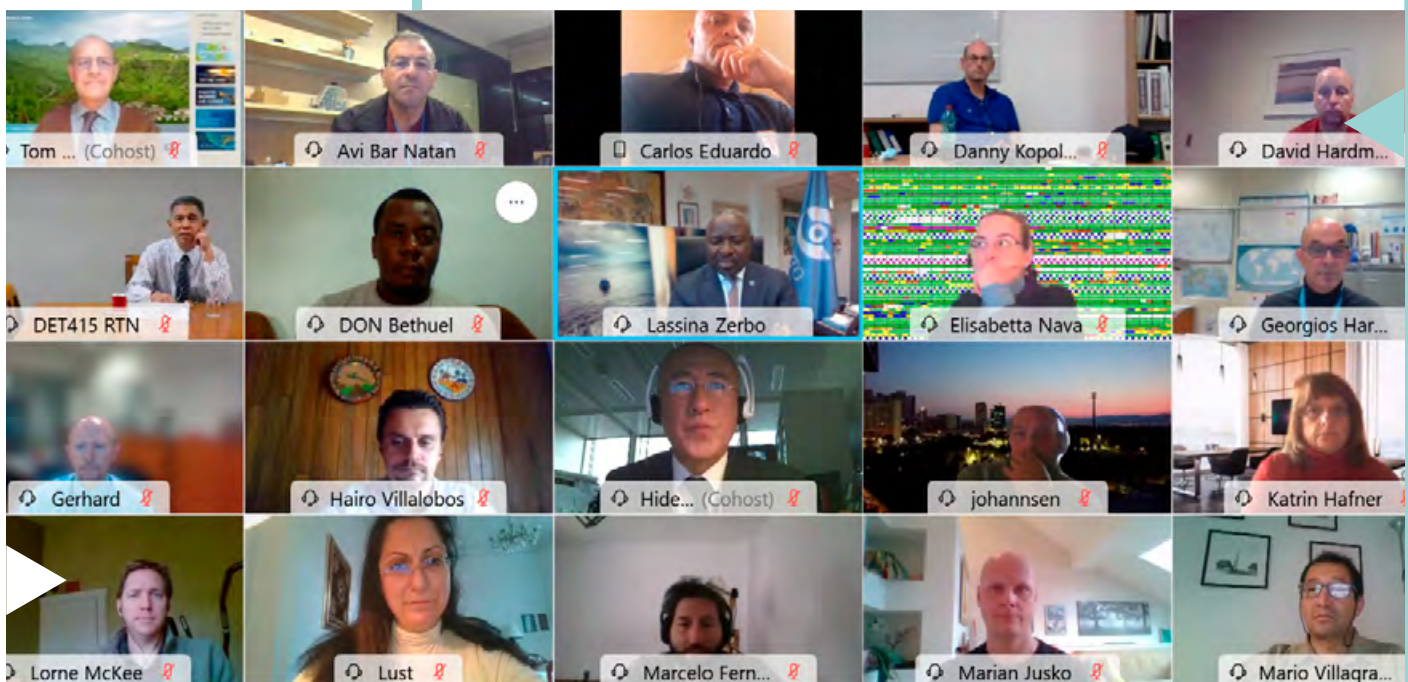 Tom ... (Cohost)
Avi Bar Natan
Carlos Eduardo
Danny Kopol...
David Hardm...
DET415 RTN
DON Bethuel
Lassina Zerbo
Elisabetta Nava
Georgios Har...
Gerhard
Hairo Villalobos
Hide... (Cohost)
johannsen
Katrin Hafner
Lorne McKee
Lust
Marcelo Fern...
Marian Jusko
Mario Villagra...